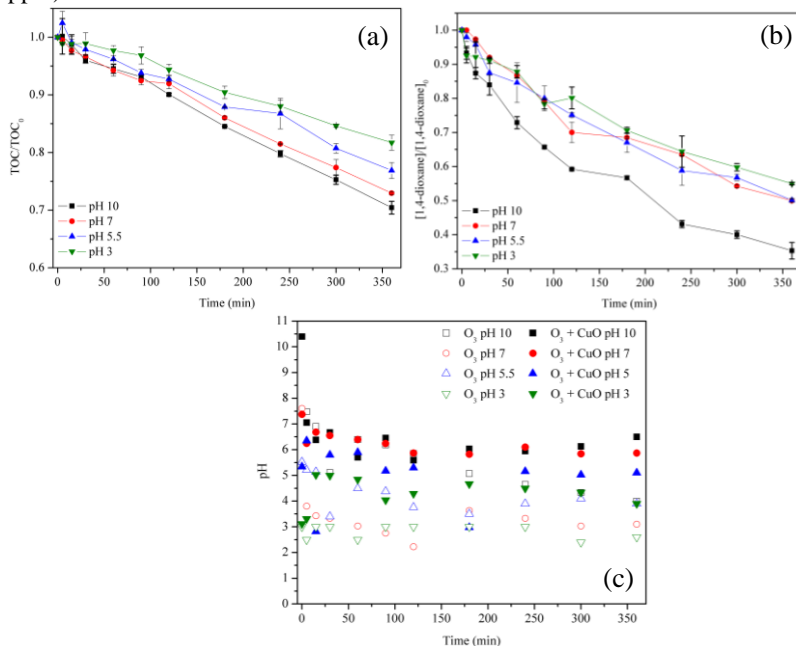 (a)
1.0
0.9
0.8
0.7
0.6
TOC/TOC₀
pH 10
pH 7
pH 5.5
pH 3
0 50 100 150 200 250 300 350
Time (min)
(b)
1.0
0.9
0.8
0.7
0.6
0.5
0.4
0.3
[1,4-dioxane]/[1,4-dioxane]₀
pH 10
pH 7
pH 5.5
pH 3
0 50 100 150 200 250 300 350
Time (min)
11
10
9
8
7
6
5
4
3
2
1
0
pH
O₃ pH 10 O₃ + CuO pH 10
O₃ pH 7 O₃ + CuO pH 7
O₃ pH 5.5 O₃ + CuO pH 5
O₃ pH 3 O₃ + CuO pH 3
(c)
0 50 100 150 200 250 300 350
Time (min)